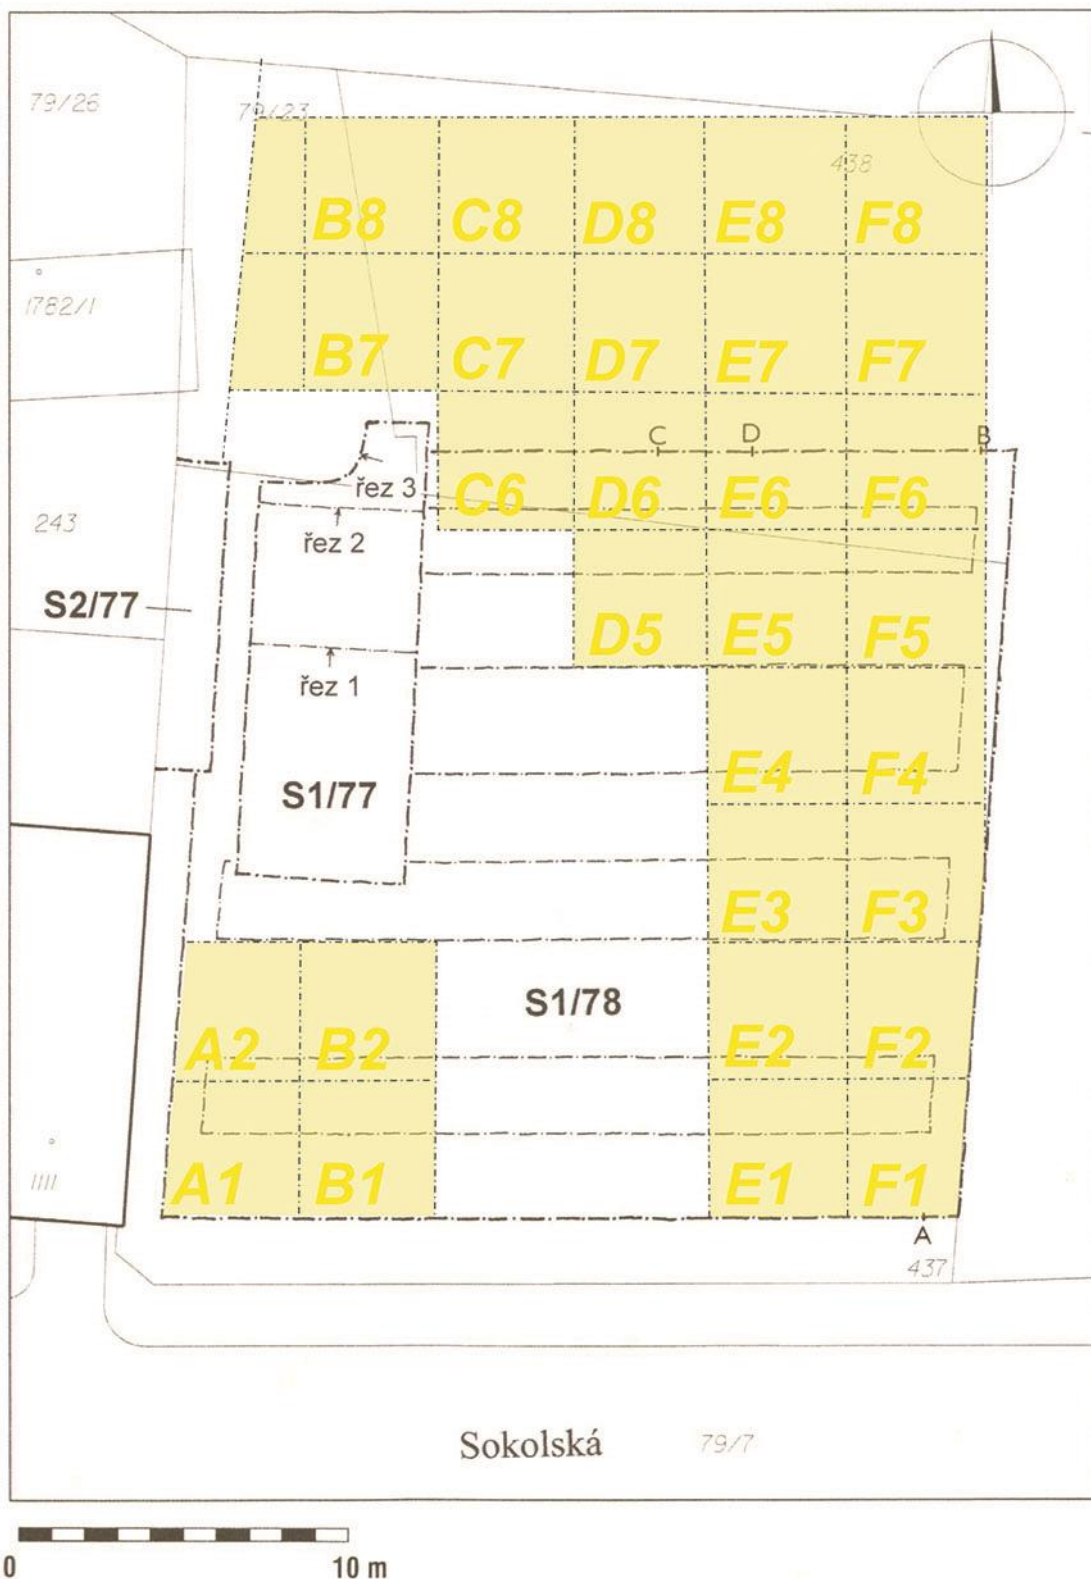 79/26
79/23
438
B8 C8 D8 E8 F8
1782/1
B7 C7 D7 E7 F7
C D B
řez 3
C6 D6 E6 F6
243
řez 2
S2/77
D5 E5 F5
řez 1
E4 F4
S1/77
E3 F3
S1/78
A2 B2 E2 F2
1111
A1 B1 E1 F1
A
437
Sokolská 79/7
0 10 m